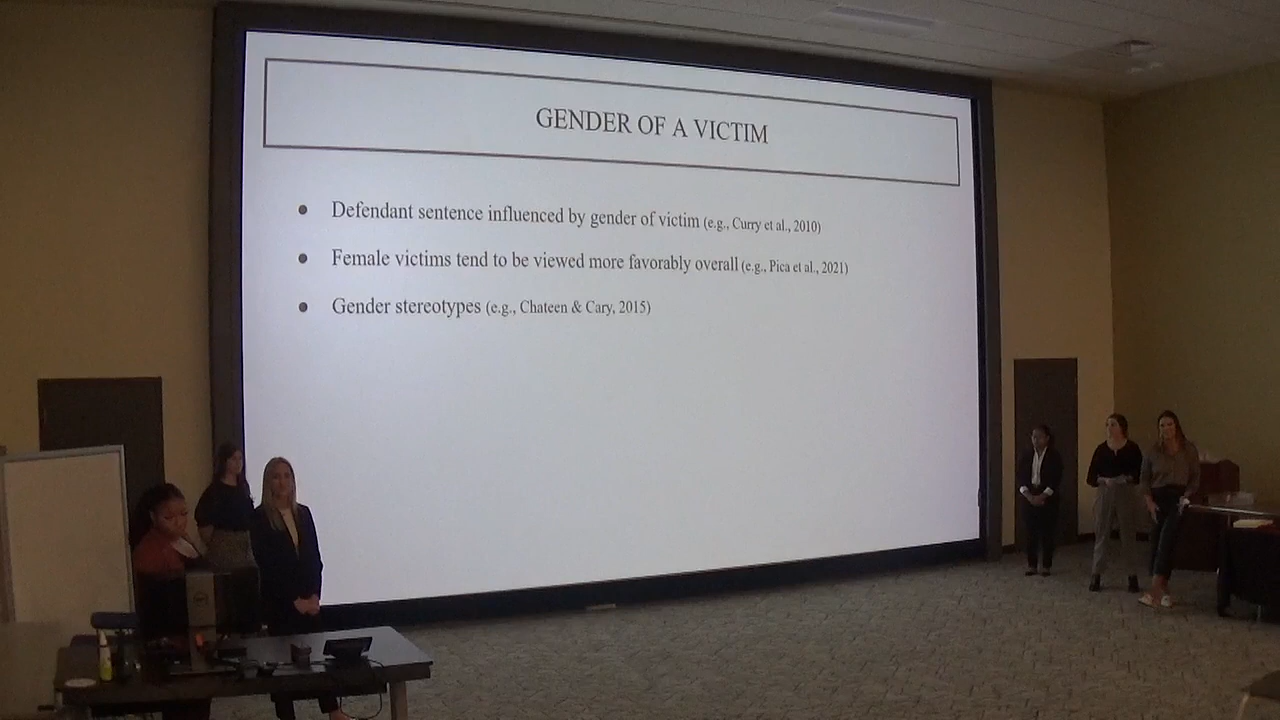 GENDER OF A VICTIM
● Defendant sentence influenced by gender of victim (e.g., Curry et al., 2010)
● Female victims tend to be viewed more favorably overall (e.g., Pica et al., 2021)
● Gender stereotypes (e.g., Chateen & Cary, 2015)
DELL